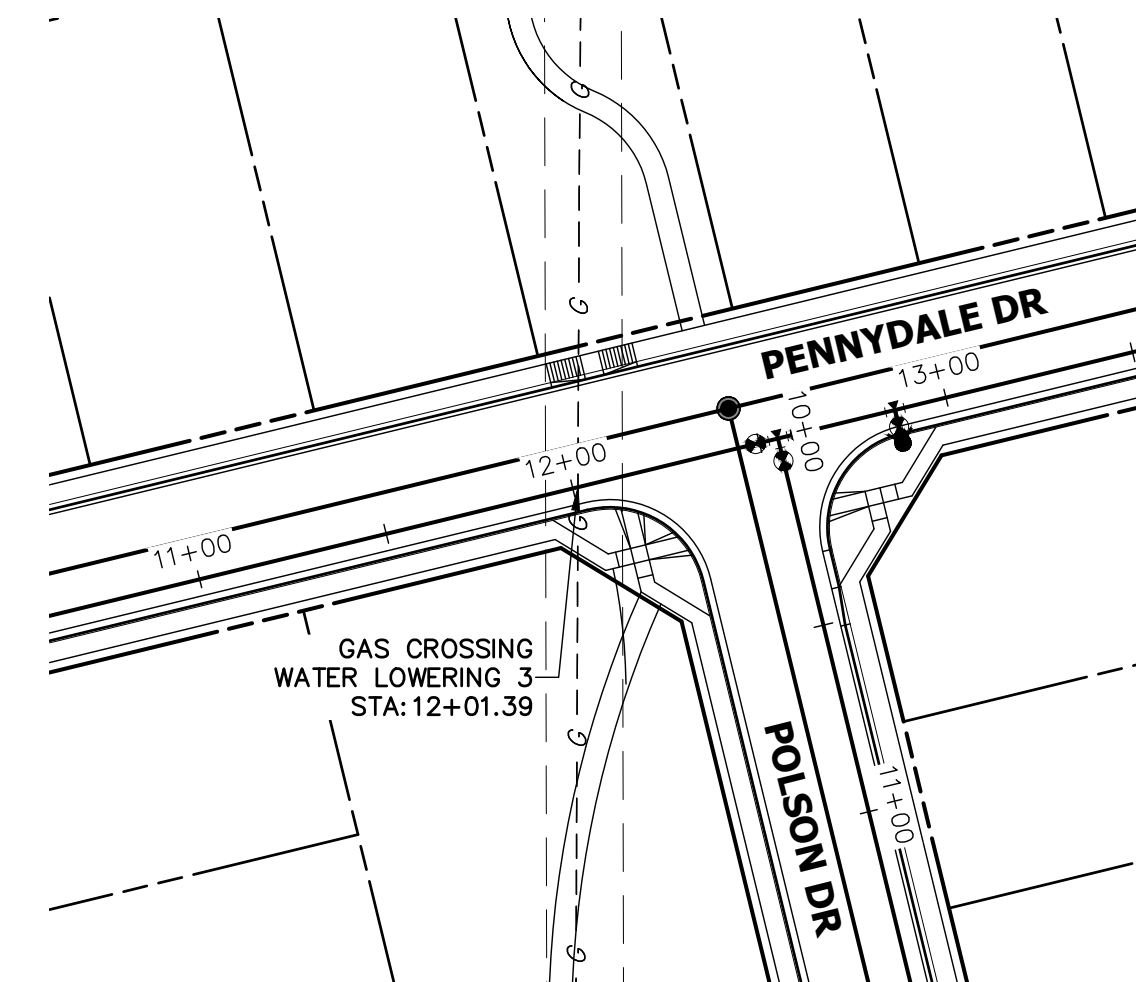 G
G
PENNYDALE DR
13+00
10+00
12+00
G
11+00
GAS CROSSING
WATER LOWERING 3
STA:12+01.39
G
POLSON DR
11+00
G